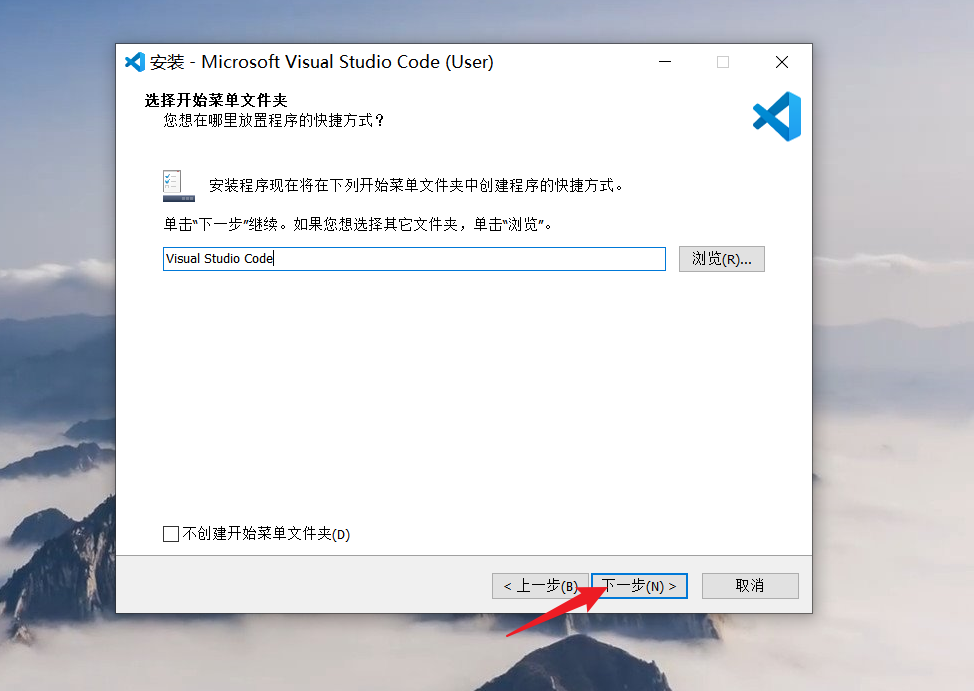 安装 - Microsoft Visual Studio Code (User)
选择开始菜单文件夹
您想在哪里放置程序的快捷方式？
安装程序现在将在下列开始菜单文件夹中创建程序的快捷方式。
单击“下一步”继续。如果您想选择其它文件夹，单击“浏览”。
Visual Studio Code
浏览(R)...
不创建开始菜单文件夹(D)
< 上一步(B)
下一步(N) >
取消